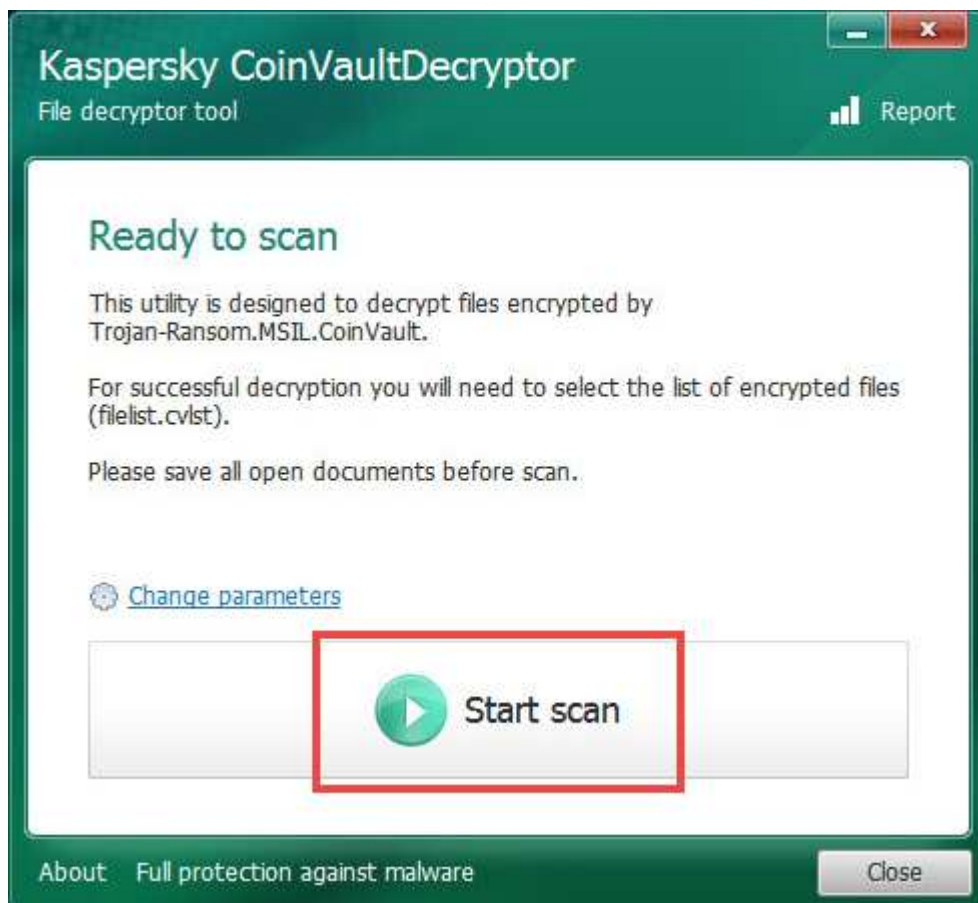 Kaspersky CoinVaultDecryptor
File decryptor tool
Report
Ready to scan
This utility is designed to decrypt files encrypted by
Trojan-Ransom.MSIL.CoinVault.
For successful decryption you will need to select the list of encrypted files
(filelist.cvlst).
Please save all open documents before scan.
Change parameters
Start scan
About Full protection against malware
Close